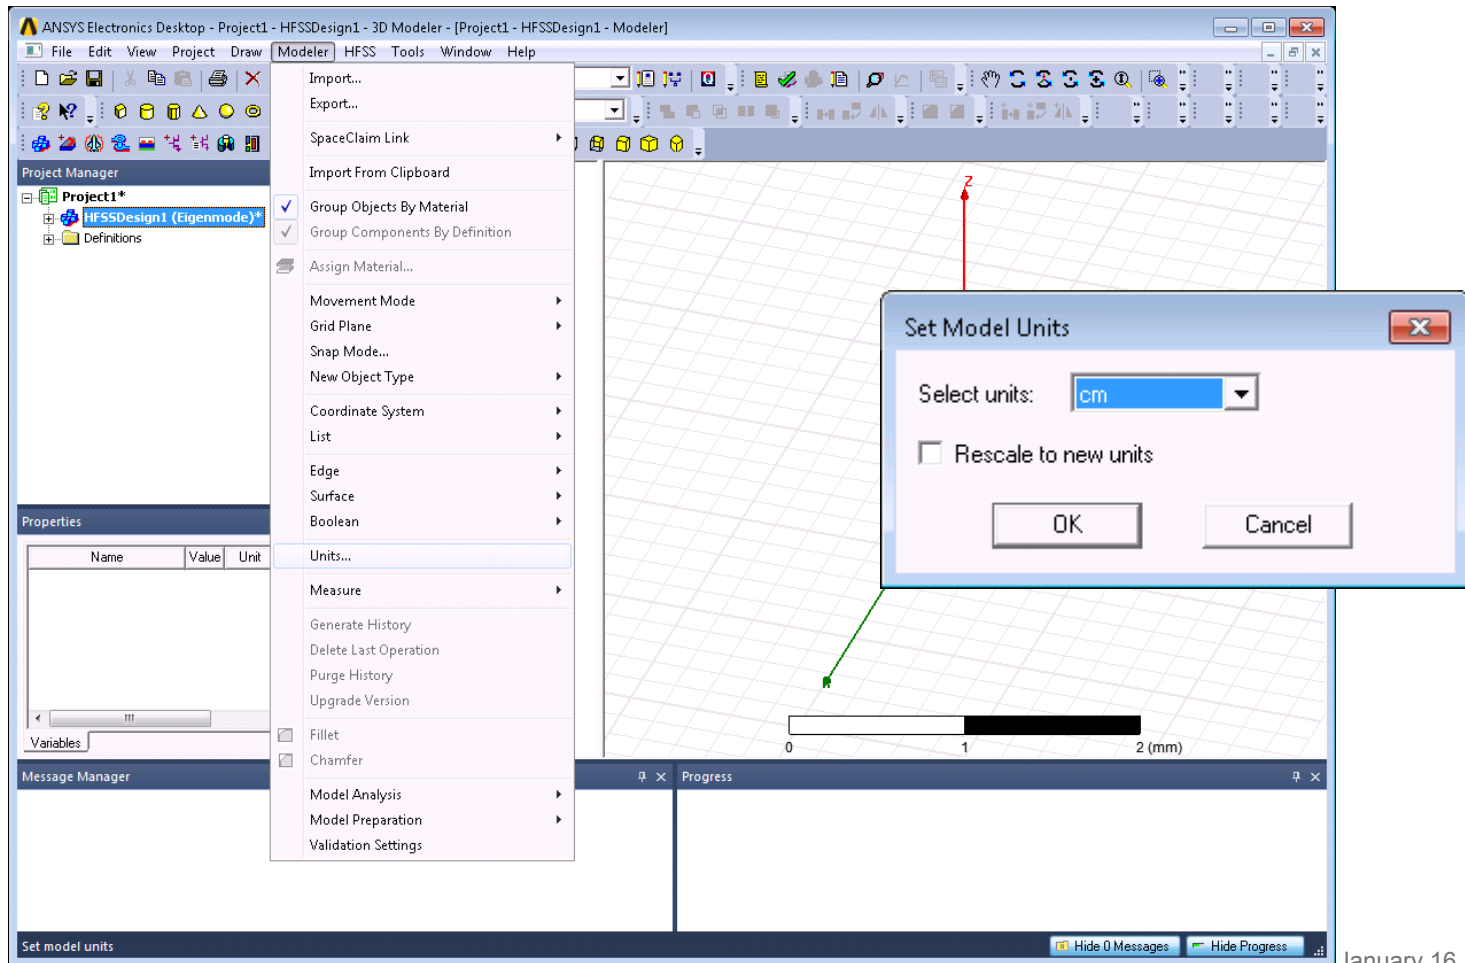 ANSYS Electronics Desktop - Project1 - HFSSDesign1 - 3D Modeler - [Project1 - HFSSDesign1 - Modeler]
File Edit View Project Draw Modeler HFSS Tools Window Help
Import...
Export...
SpaceClaim Link
Import From Clipboard
Group Objects By Material
Group Components By Definition
Assign Material...
Movement Mode
Grid Plane
Snap Mode...
New Object Type
Coordinate System
List
Edge
Surface
Boolean
Units...
Measure
Generate History
Delete Last Operation
Purge History
Upgrade Version
Fillet
Chamfer
Model Analysis
Model Preparation
Validation Settings
Project Manager
Project1*
HFSSDesign1 (Eigenmode)*
Definitions
Properties
Name Value Unit
Variables
Z
0 1 2 (mm)
Set Model Units
Select units: cm
Rescale to new units
OK Cancel
Message Manager
Progress
Set model units
Hide 0 Messages Hide Progress
January 16